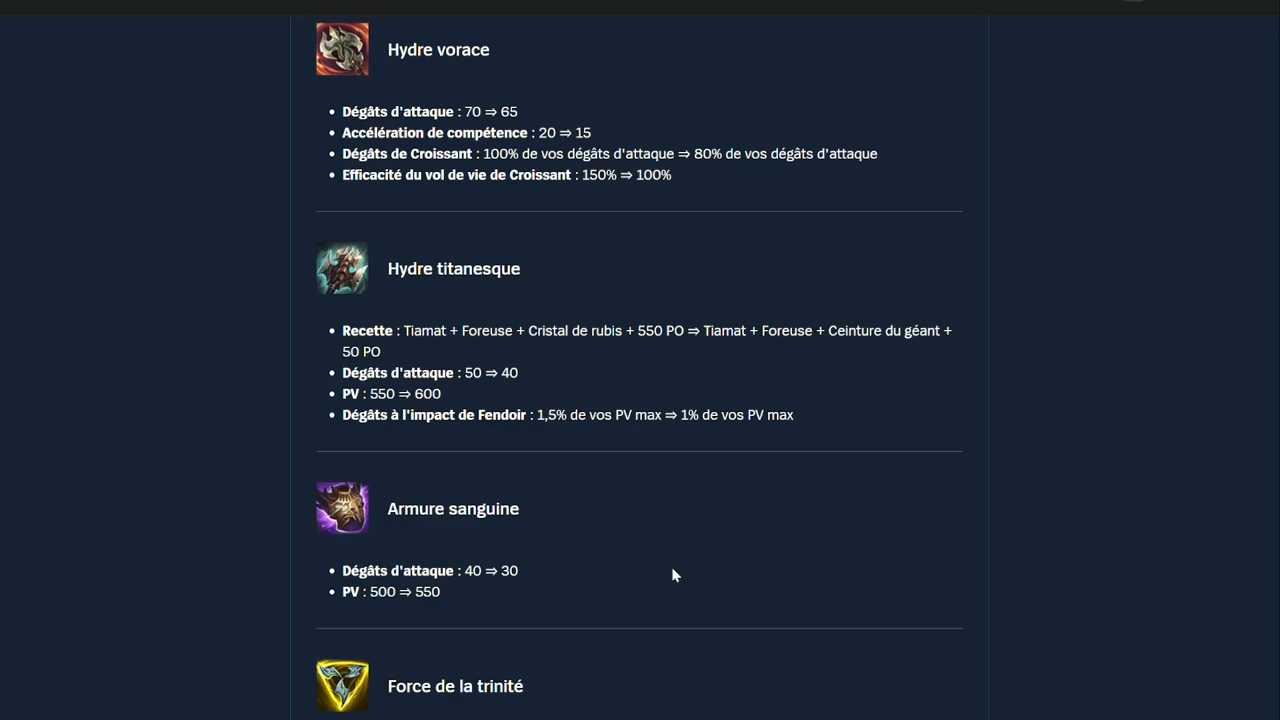 Hydre vorace
Dégâts d'attaque : 70 ⇒ 65
Accélération de compétence : 20 ⇒ 15
Dégâts de Croissant : 100% de vos dégâts d'attaque ⇒ 80% de vos dégâts d'attaque
Efficacité du vol de vie de Croissant : 150% ⇒ 100%
Hydre titanesque
Recette : Tiamat + Foreuse + Cristal de rubis + 550 PO ⇒ Tiamat + Foreuse + Ceinture du géant +
50 PO
Dégâts d'attaque : 50 ⇒ 40
PV : 550 ⇒ 600
Dégâts à l'impact de Fendoir : 1,5% de vos PV max ⇒ 1% de vos PV max
Armure sanguine
Dégâts d'attaque : 40 ⇒ 30
PV : 500 ⇒ 550
Force de la trinité